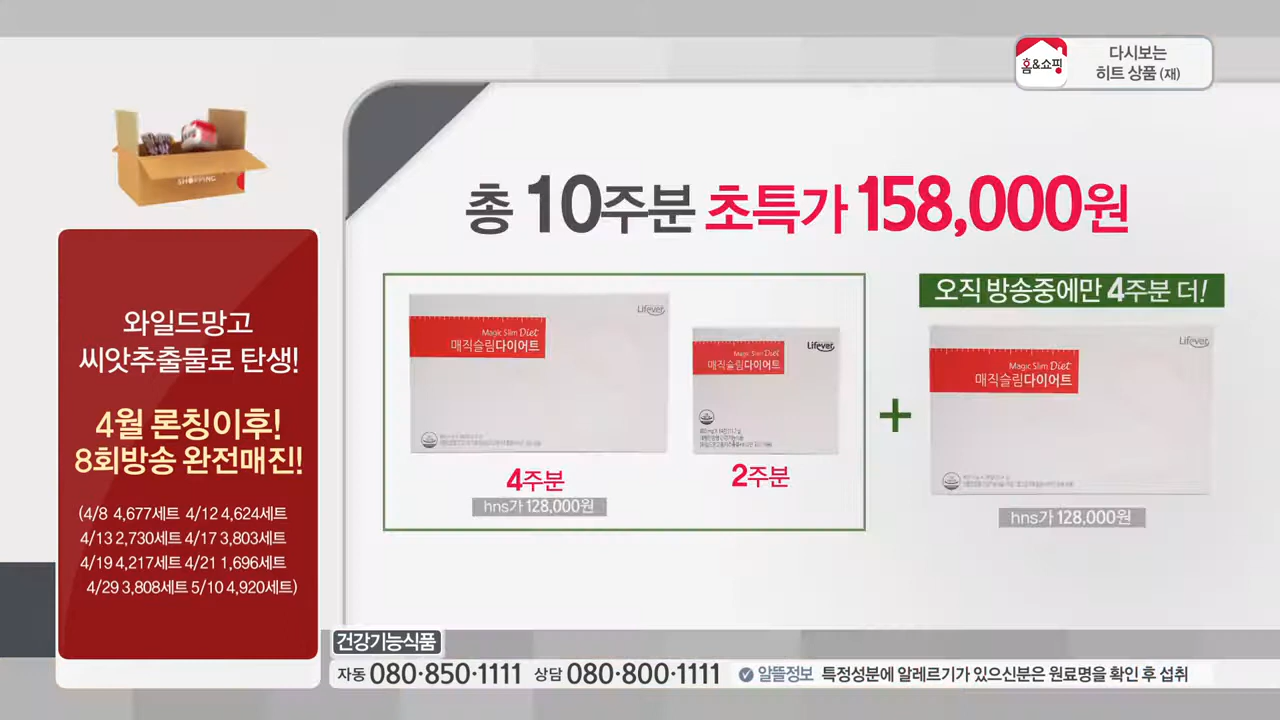 홈&쇼핑
다시보는
히트 상품 (재)
SHOPPING
총 10주분 초특가 158,000원
와일드망고
씨앗추출물로 탄생!
4월 론칭이후!
8회방송 완전매진!
(4/8 4,677세트 4/12 4,624세트
4/13 2,730세트 4/17 3,803세트
4/19 4,217세트 4/21 1,696세트
4/29 3,808세트 5/10 4,920세트)
Lifever
Magic Slim Diet
매직슬림다이어트
4주분
hns가 128,000원
Lifever
Magic Slim Diet
매직슬림다이어트
2주분
+
오직 방송중에만 4주분 더!
Lifever
Magic Slim Diet
매직슬림다이어트
hns가 128,000원
건강기능식품
자동 080·850·1111 상담 080·800·1111 알뜰정보 특정성분에 알레르기가 있으신분은 원료명을 확인 후 섭취